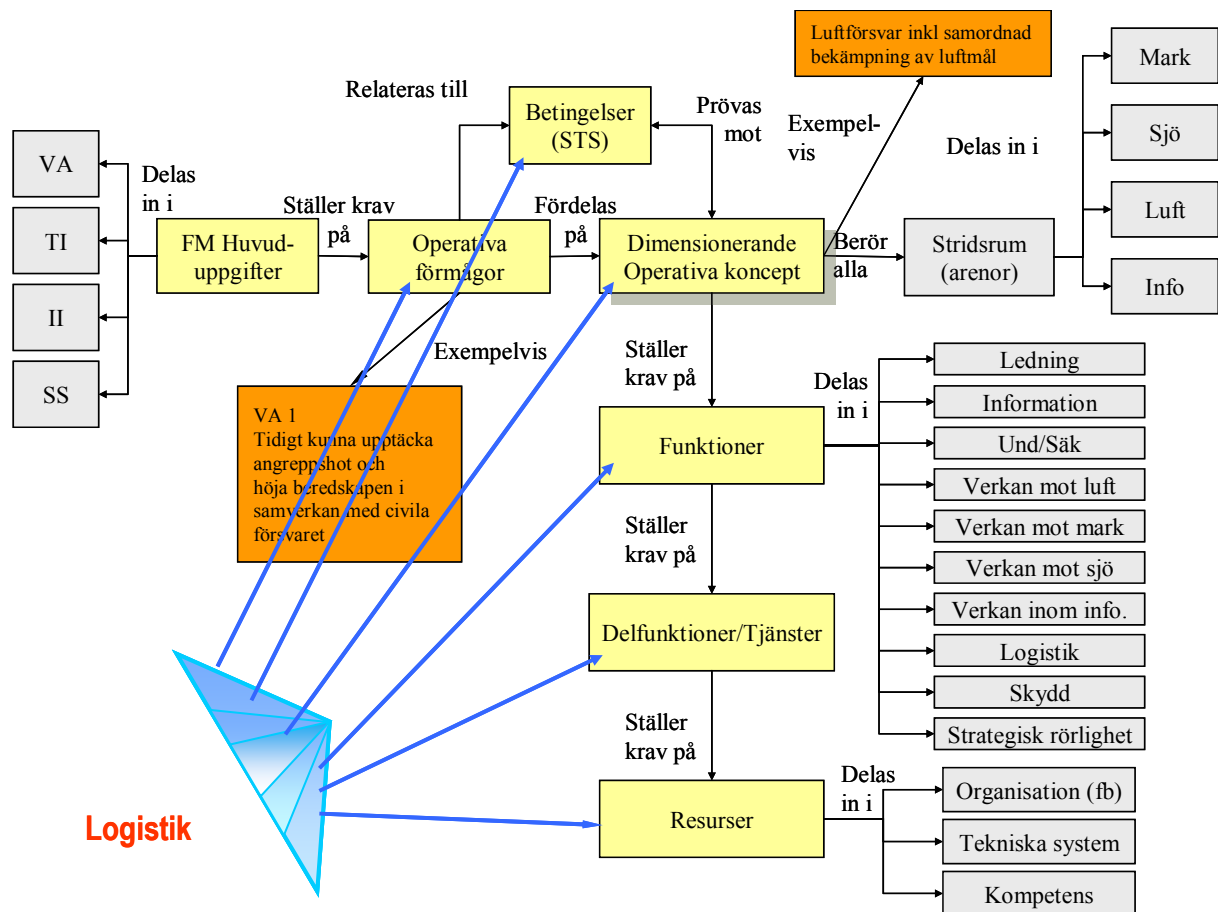 Luftförsvar inkl samordnad
bekämpning av luftmål
Mark
Sjö
Luft
Info
Relateras till
Betingelser
(STS)
Prövas
mot
Exempel-
vis
Delas in i
VA
TI
II
SS
Delas
in i
FM Huvud-
uppgifter
Ställer krav
på
Operativa
förmågor
Fördelas
på
Dimensionerande
Operativa koncept
Berör
alla
Stridsrum
(arenor)
Exempelvis
VA 1
Tidigt kunna upptäcka
angreppshot och
höja beredskapen i
samverkan med civila
försvaret
Ställer
krav på
Funktioner
Delas
in i
Ledning
Information
Und/Säk
Verkan mot luft
Verkan mot mark
Verkan mot sjö
Verkan inom info.
Logistik
Skydd
Strategisk rörlighet
Ställer
krav på
Delfunktioner/Tjänster
Ställer
krav på
Resurser
Delas
in i
Organisation (fb)
Tekniska system
Kompetens
Logistik